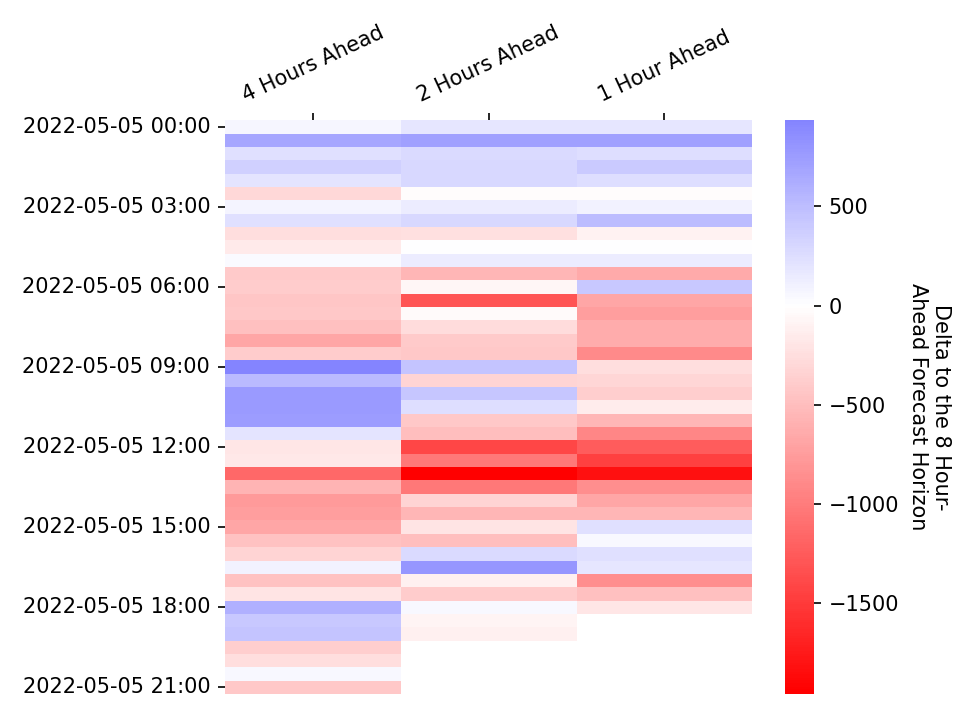 4 Hours Ahead
2 Hours Ahead
1 Hour Ahead
2022-05-05 00:00
2022-05-05 03:00
2022-05-05 06:00
2022-05-05 09:00
2022-05-05 12:00
2022-05-05 15:00
2022-05-05 18:00
2022-05-05 21:00
500
0
−500
−1000
−1500
Delta to the 8 Hour-
Ahead Forecast Horizon